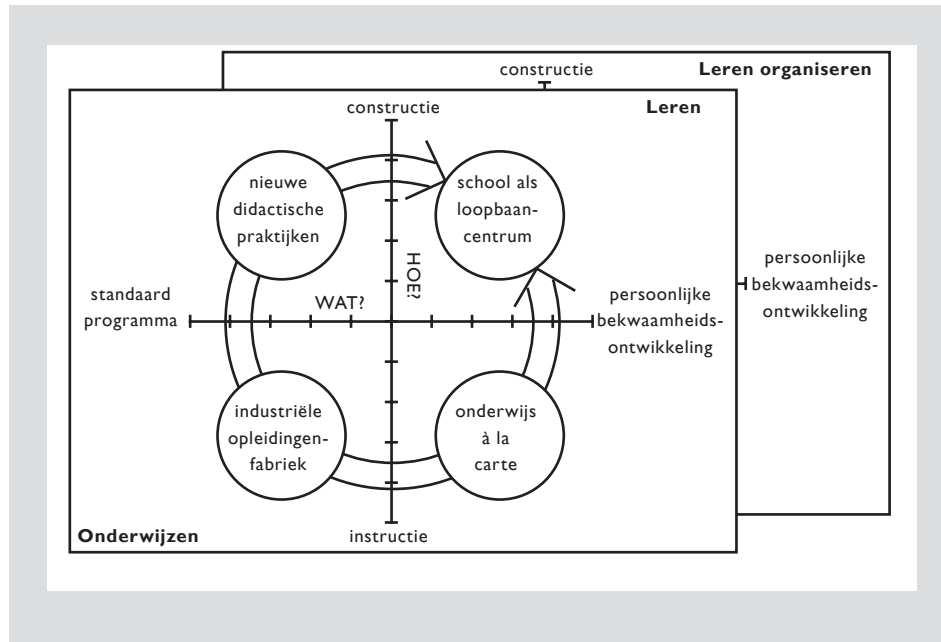 constructie
Leren organiseren
constructie
Leren
nieuwe
didactische
praktijken
school als
loopbaan-
centrum
HOE?
WAT?
standaard
programma
persoonlijke
bekwaamheids-
ontwikkeling
persoonlijke
bekwaamheids-
ontwikkeling
industriële
opleidingen-
fabriek
onderwijs
à la
carte
Onderwijzen
instructie